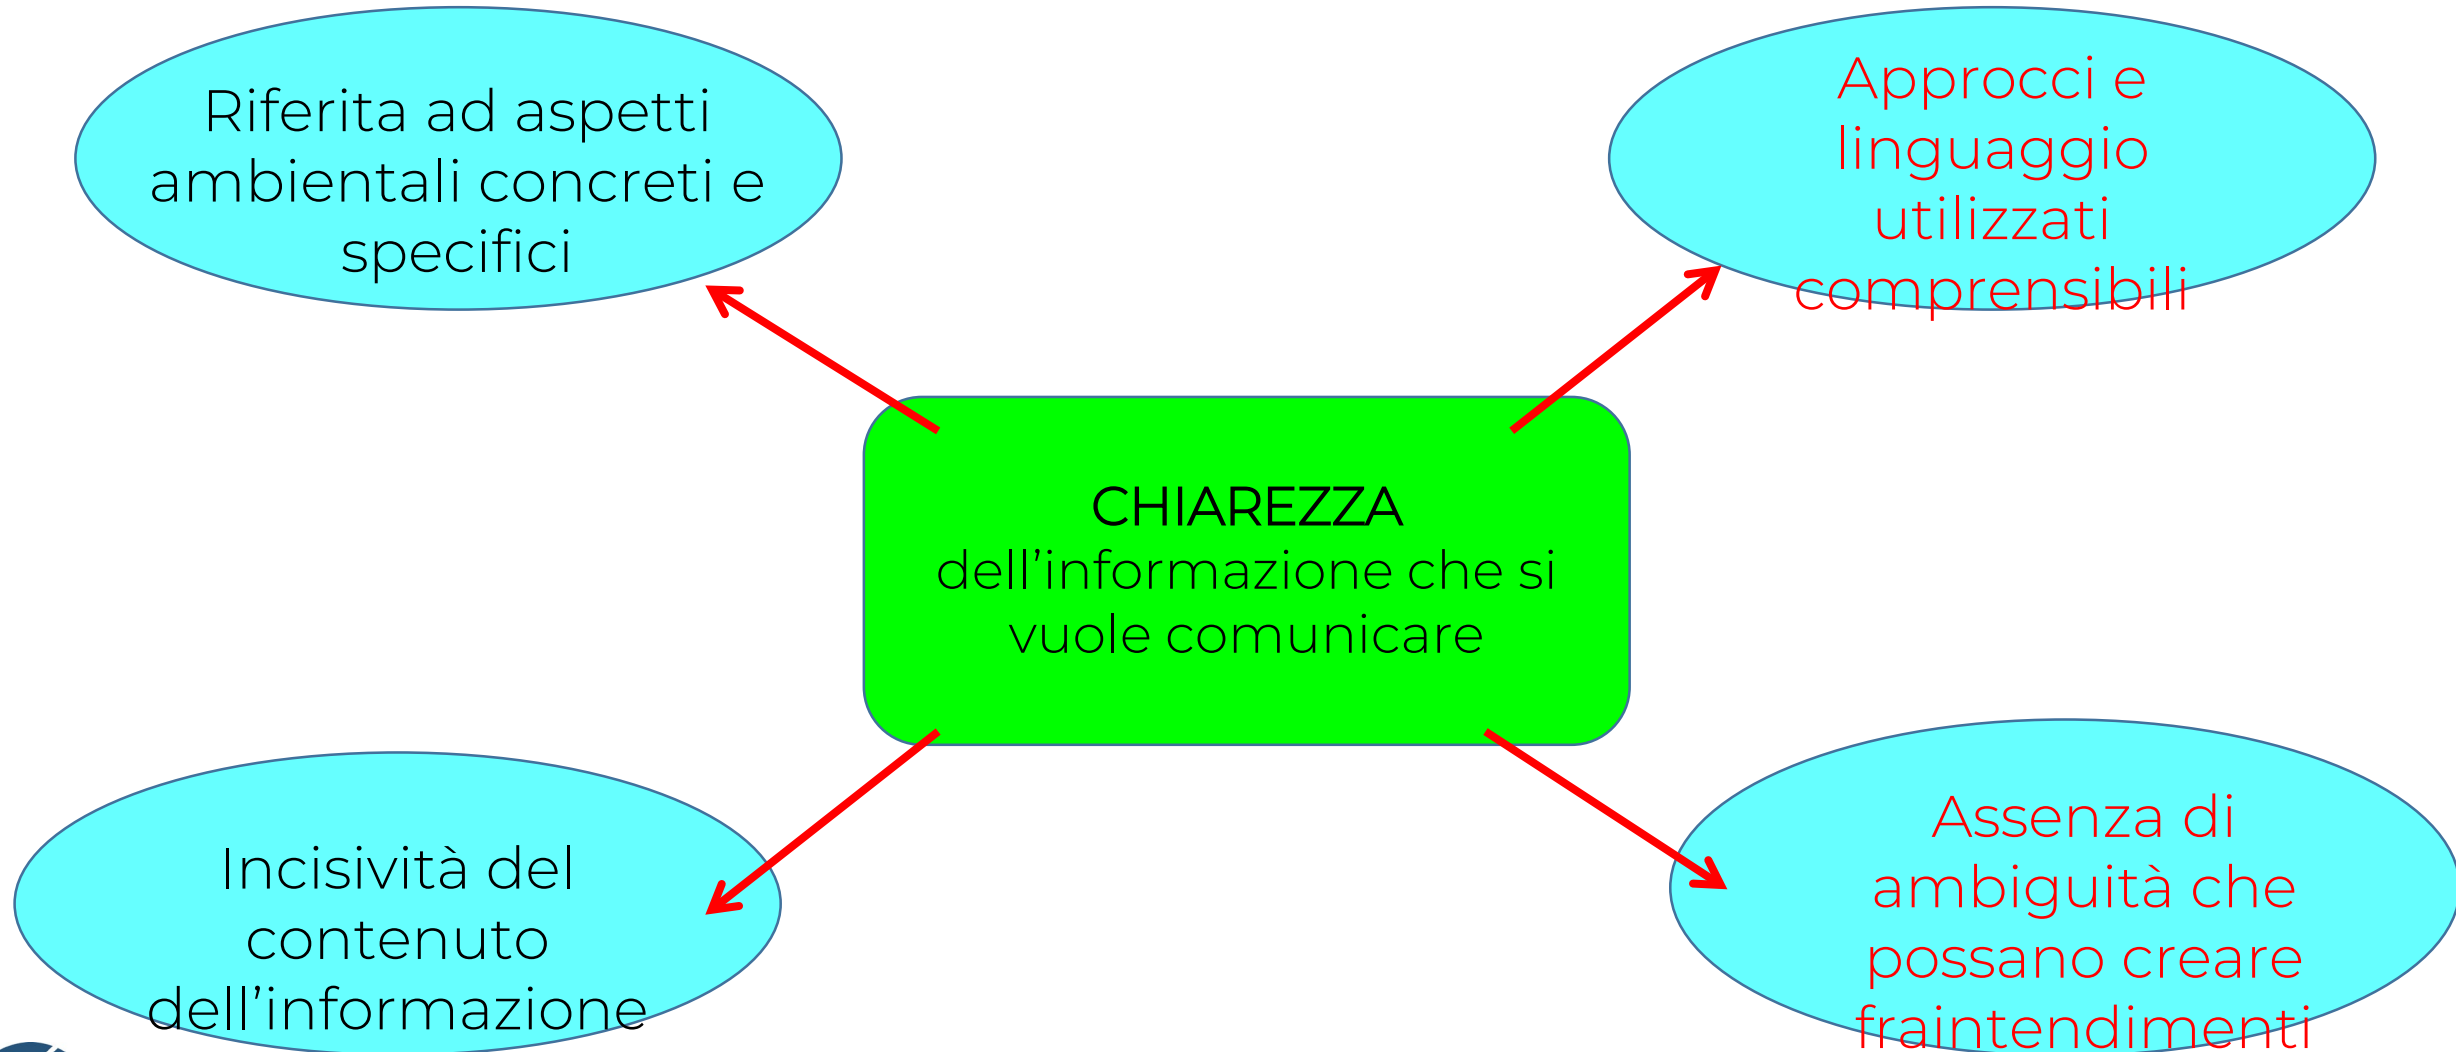 Riferita ad aspetti
ambientali concreti e
specifici
Approcci e
linguaggio
utilizzati
comprensibili
CHIAREZZA
dell’informazione che si
vuole comunicare
Incisività del
contenuto
dell’informazione
Assenza di
ambiguità che
possano creare
fraintendimenti